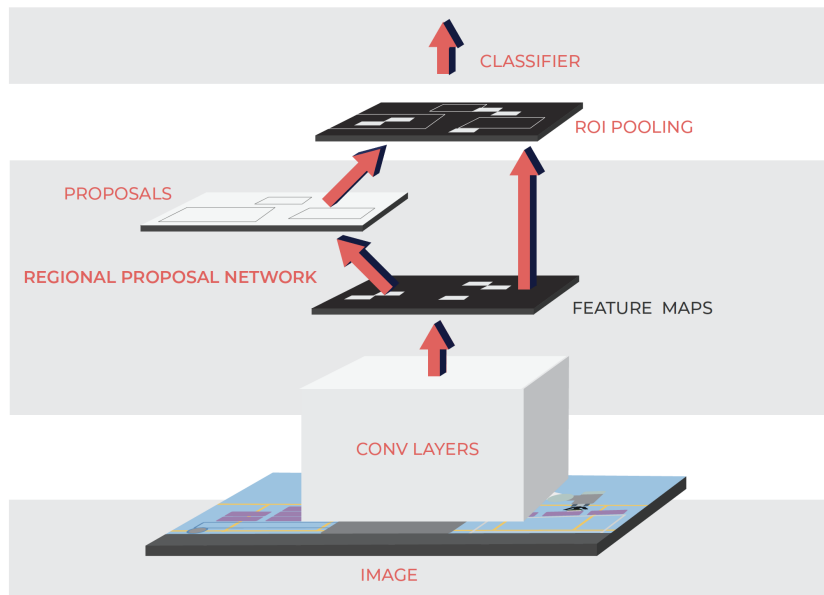 CLASSIFIER
ROI POOLING
PROPOSALS
REGIONAL PROPOSAL NETWORK
FEATURE MAPS
CONV LAYERS
IMAGE